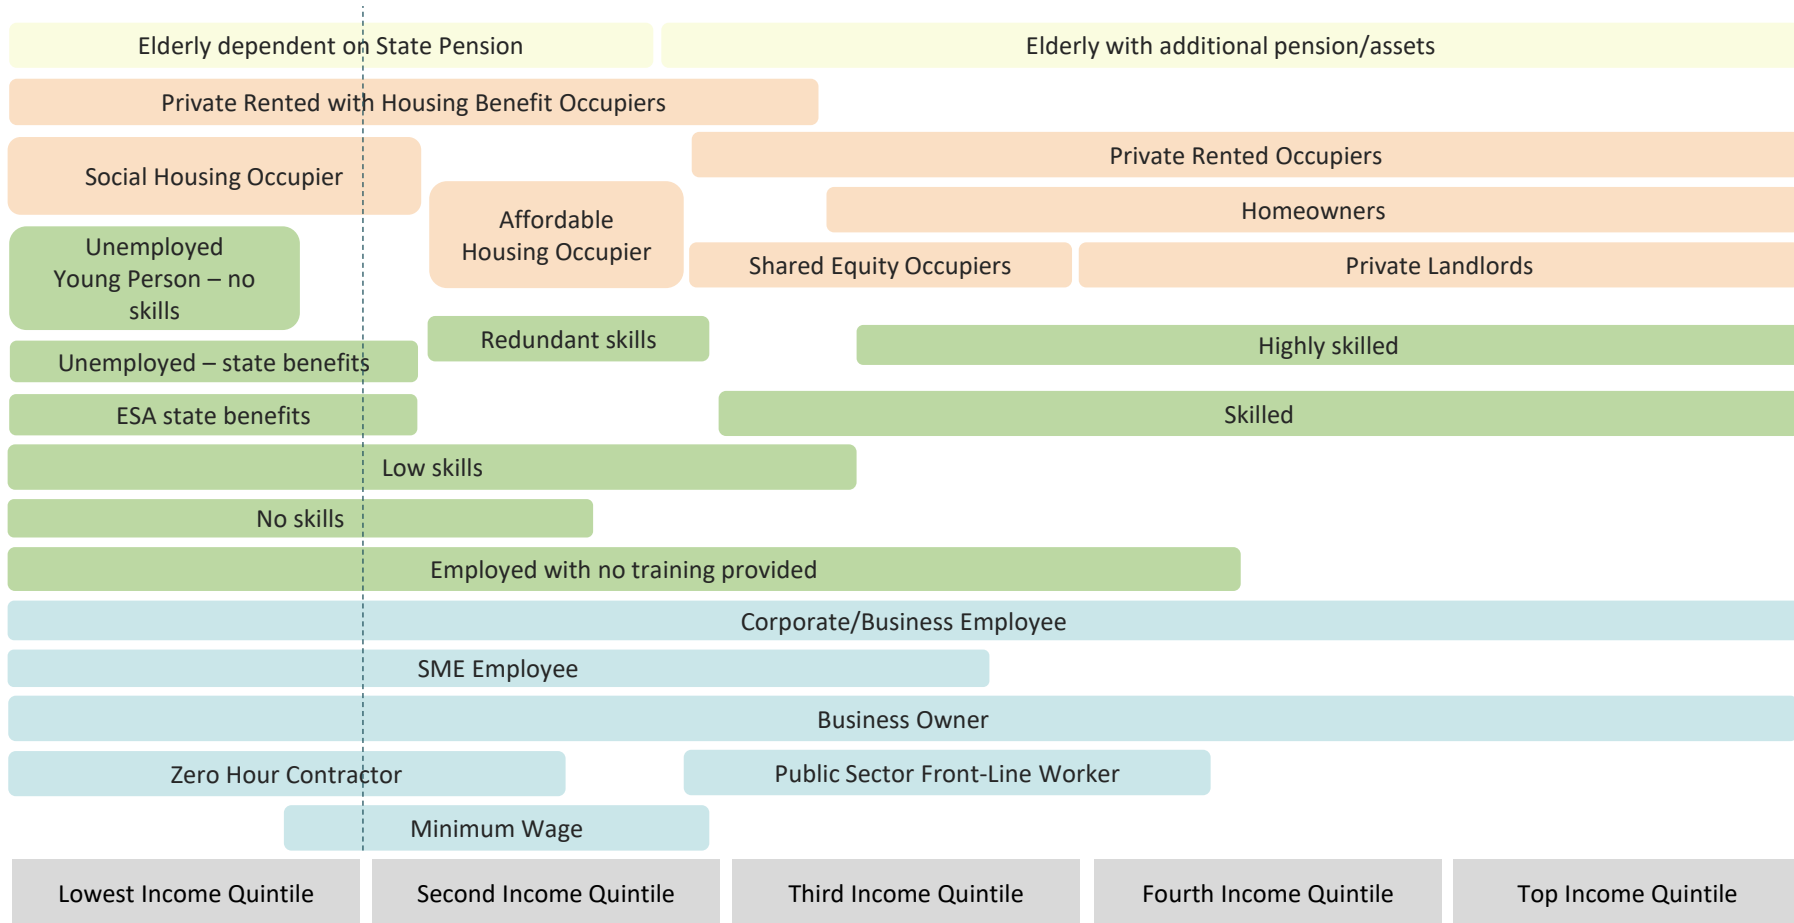 Elderly dependent on State Pension
Elderly with additional pension/assets
Private Rented with Housing Benefit Occupiers
Social Housing Occupier
Private Rented Occupiers
Affordable
Housing Occupier
Homeowners
Unemployed
Young Person – no
skills
Shared Equity Occupiers
Private Landlords
Redundant skills
Highly skilled
Unemployed – state benefits
ESA state benefits
Skilled
Low skills
No skills
Employed with no training provided
Corporate/Business Employee
SME Employee
Business Owner
Zero Hour Contractor
Public Sector Front-Line Worker
Minimum Wage
Lowest Income Quintile
Second Income Quintile
Third Income Quintile
Fourth Income Quintile
Top Income Quintile